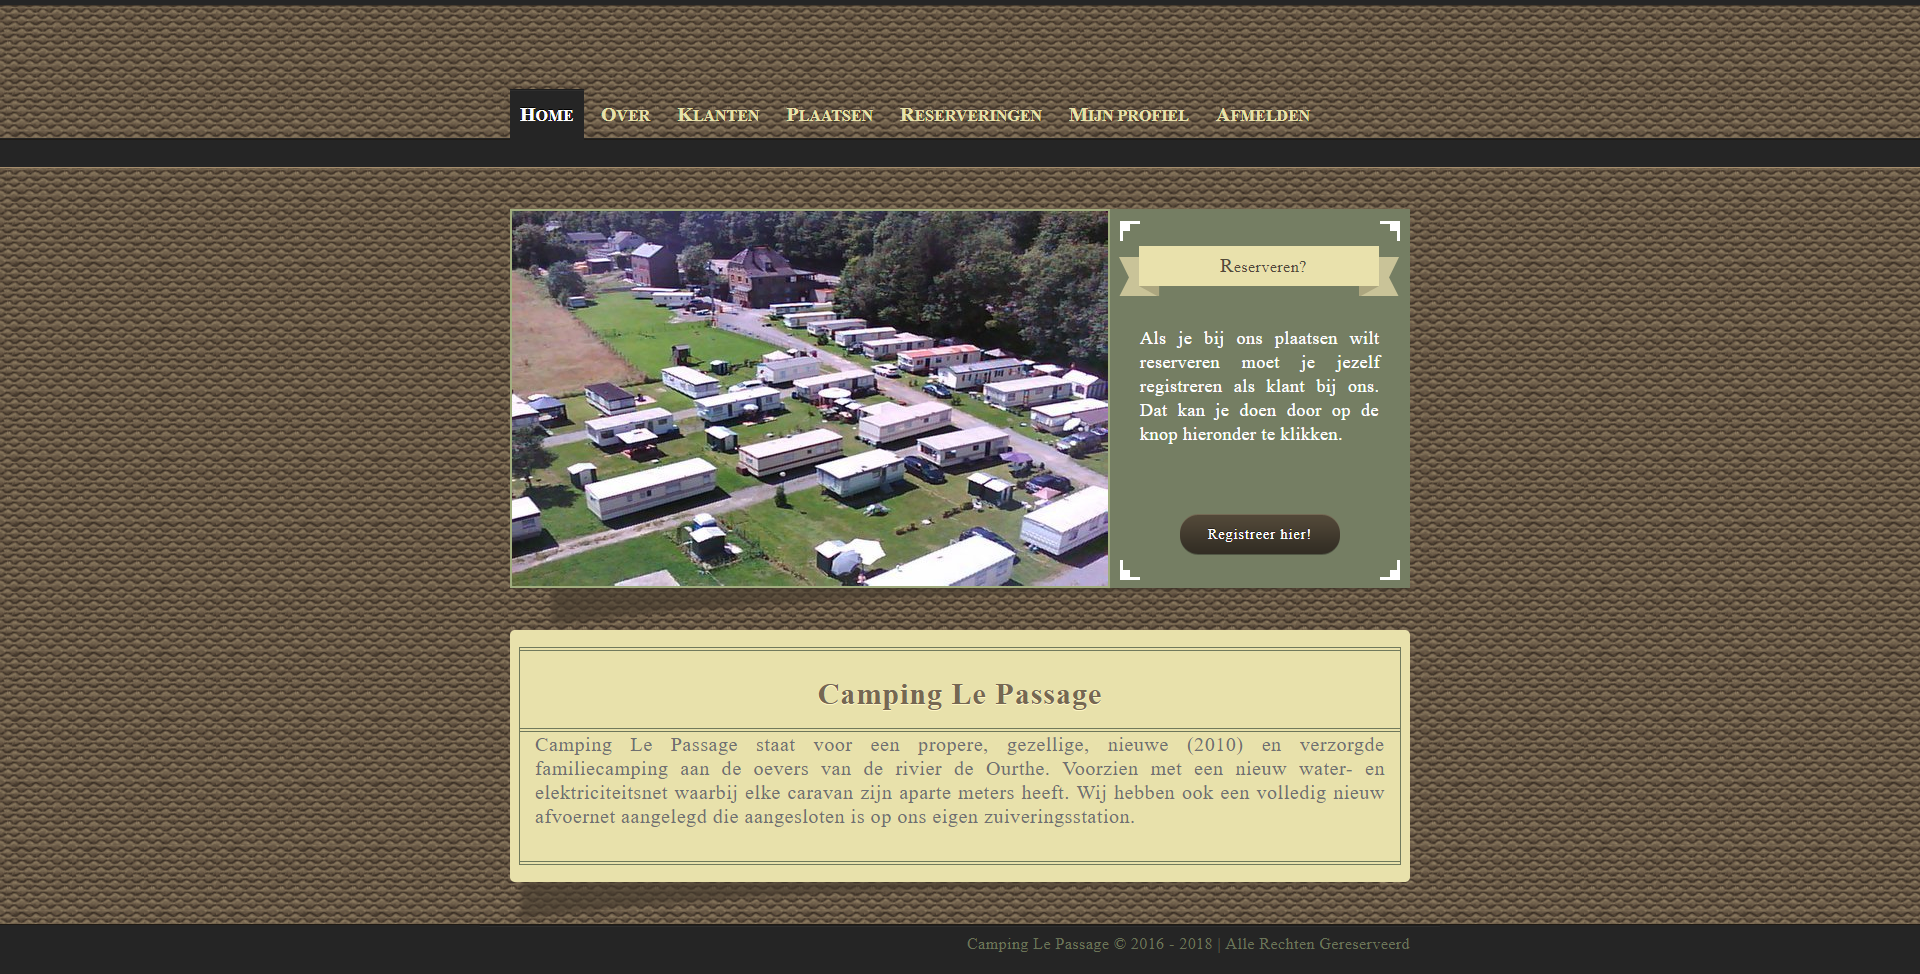 Home Over Klanten Plaatsen Reserveringen Mijn profiel Afmelden
Reserveren?
Als je bij ons plaatsen wilt
reserveren moet je jezelf
registreren als klant bij ons.
Dat kan je doen door op de
knop hieronder te klikken.
Registreer hier!
Camping Le Passage
Camping Le Passage staat voor een propere, gezellige, nieuwe (2010) en verzorgde
familiecamping aan de oevers van de rivier de Ourthe. Voorzien met een nieuw water- en
elektriciteitsnet waarbij elke caravan zijn aparte meters heeft. Wij hebben ook een volledig nieuw
afvoernet aangelegd die aangesloten is op ons eigen zuiveringsstation.
Camping Le Passage © 2016 - 2018 | Alle Rechten Gereserveerd